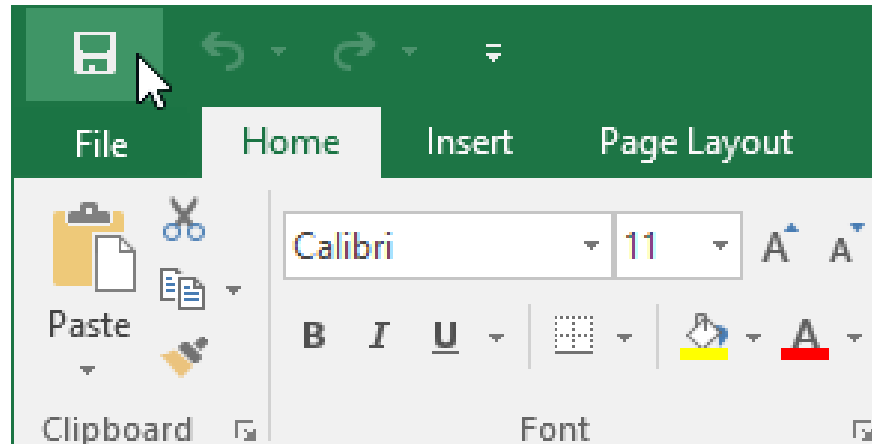 File Home Insert Page Layout
Calibri 11 A A
Paste
B I U A
Clipboard Font